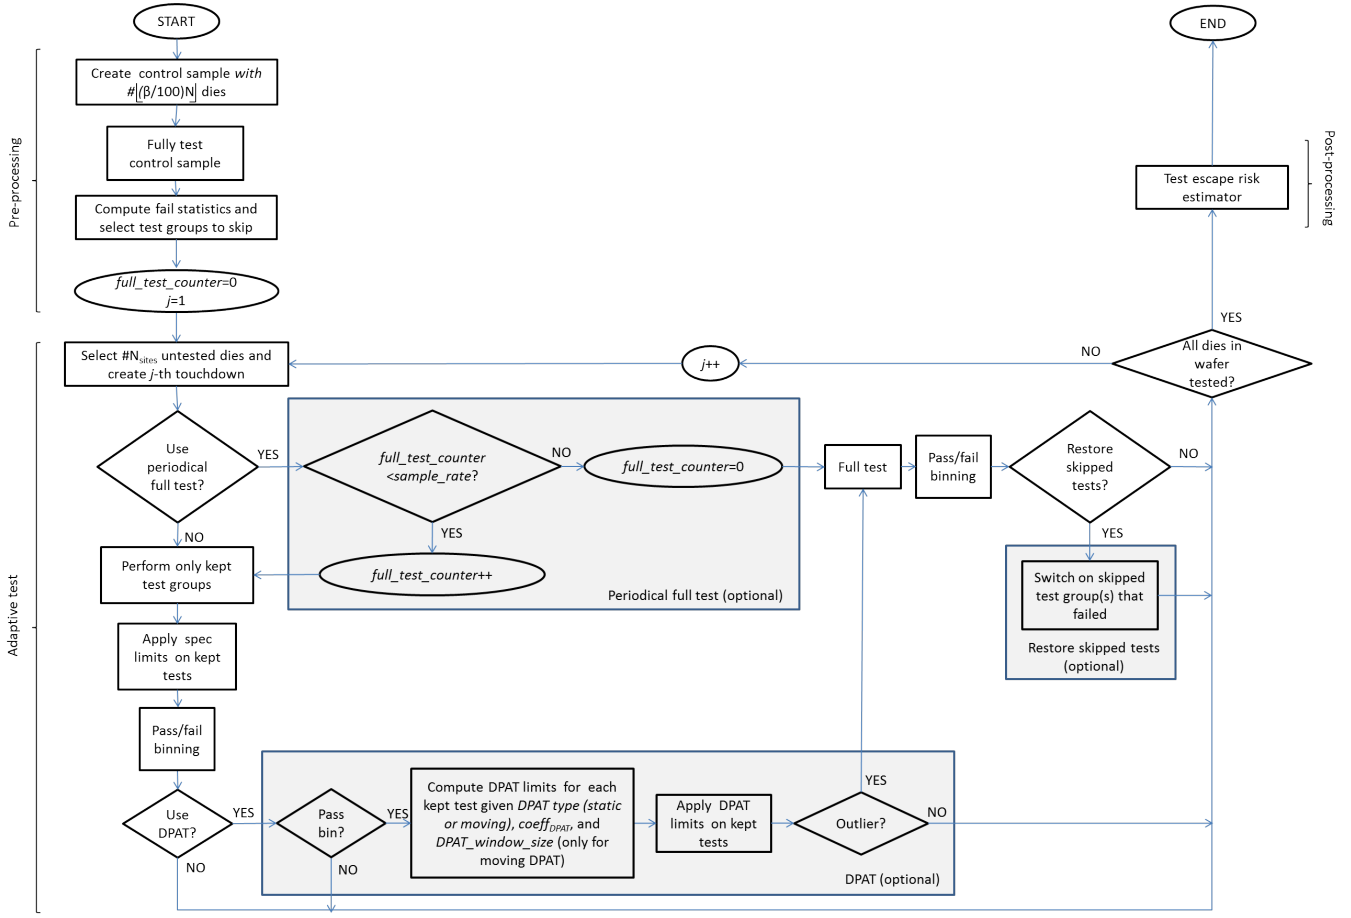 START
END
Create control sample with
#⌊(β/100)N⌋ dies
Fully test
control sample
Compute fail statistics and
select test groups to skip
full_test_counter=0
j=1
Pre-processing
Post-processing
Test escape risk
estimator
YES
All dies in
wafer
tested?
NO
j++
Select #Nsites untested dies and
create j-th touchdown
Adaptive test
Use
periodical
full test?
YES
NO
full_test_counter
<sample_rate?
NO
full_test_counter=0
YES
full_test_counter++
Periodical full test (optional)
Full test
Pass/fail
binning
Restore
skipped
tests?
NO
YES
Switch on skipped
test group(s) that
failed
Restore skipped tests
(optional)
Perform only kept
test groups
Apply spec
limits on kept
tests
Pass/fail
binning
Use
DPAT?
YES
NO
Pass
bin?
YES
NO
Compute DPAT limits for each
kept test given DPAT type (static
or moving), coeffDPAT, and
DPAT_window_size (only for
moving DPAT)
Apply DPAT
limits on kept
tests
Outlier?
YES
NO
DPAT (optional)